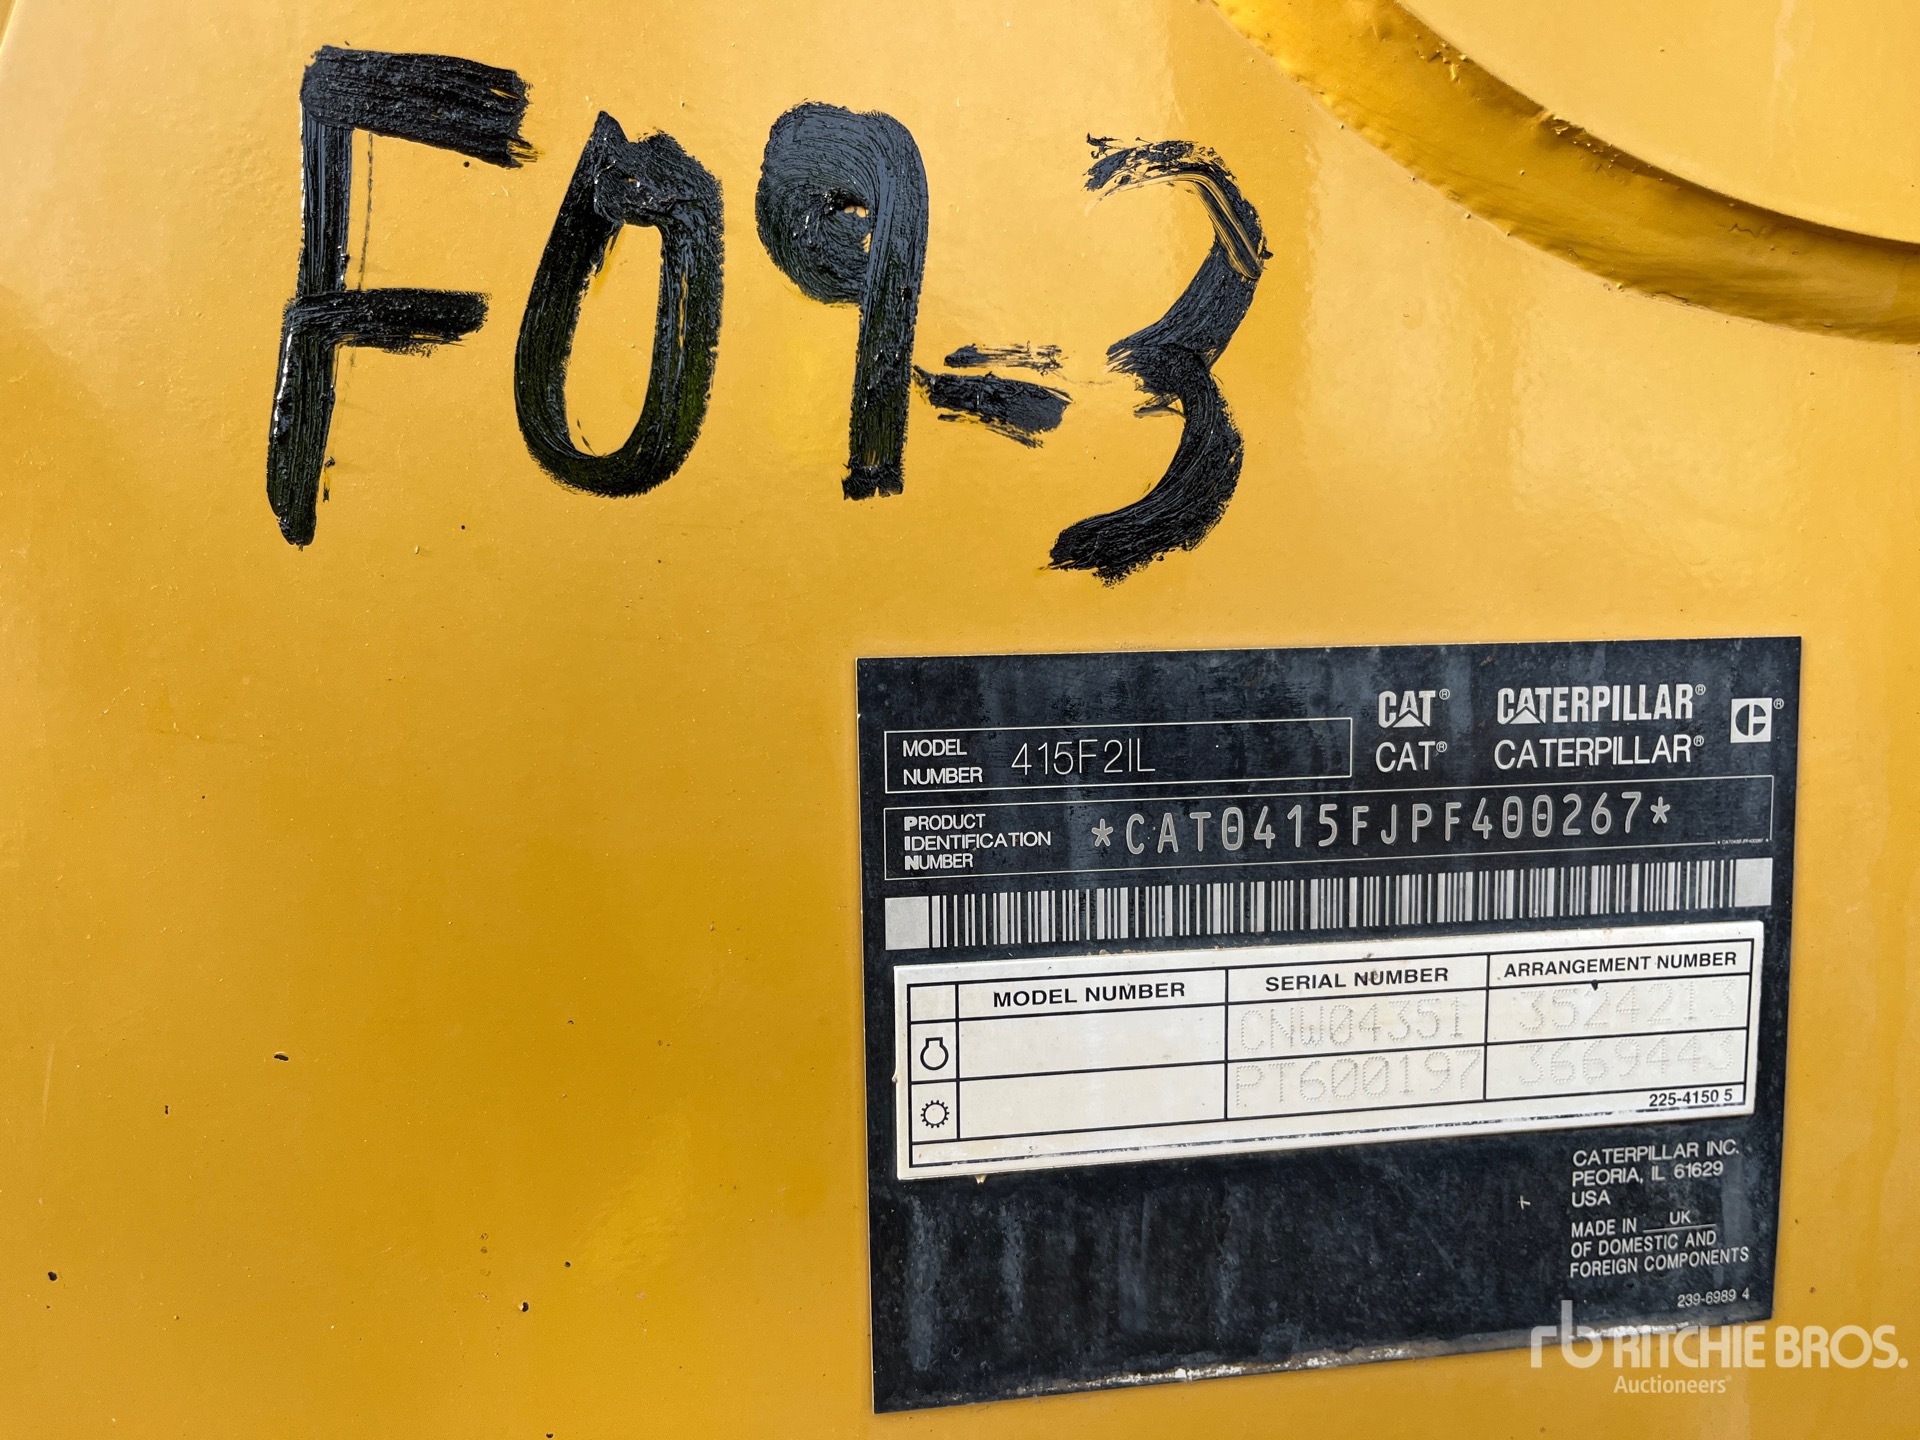 F09-3
CAT® CATERPILLAR®
CAT® CATERPILLAR®
MODEL NUMBER 415F2IL
PRODUCT IDENTIFICATION NUMBER *CAT0415FJPF400267*
MODEL NUMBER SERIAL NUMBER ARRANGEMENT NUMBER
CNW04351 3524213
PT600197 3669443
225-4150 5
CATERPILLAR INC.
PEORIA, IL 61629
USA
MADE IN UK
OF DOMESTIC AND
FOREIGN COMPONENTS
239-6989 4
rb RITCHIE BROS.
Auctioneers